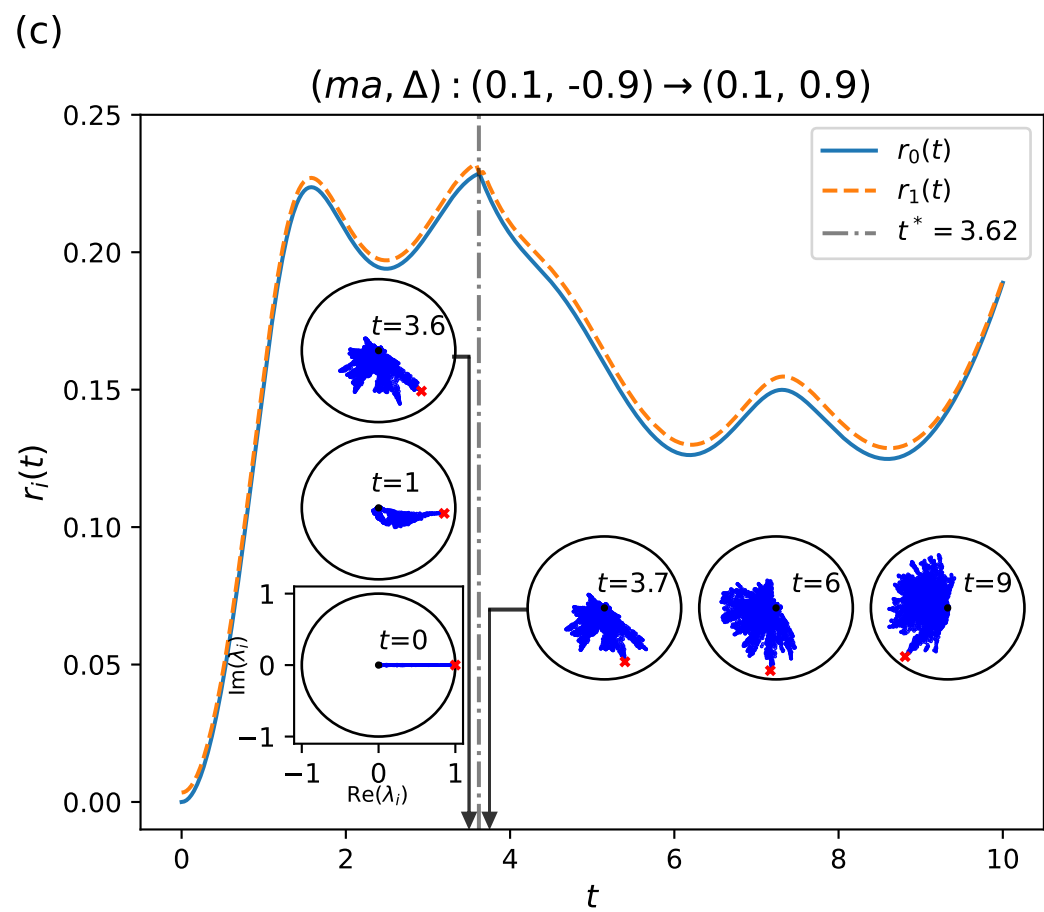 (c)
(ma, Δ) : (0.1, -0.9) → (0.1, 0.9)
0.25
0.20
0.15
0.10
0.05
0.00
r_i(t)
r_0(t)
r_1(t)
t^* = 3.62
t=3.6
t=1
t=0
1
0
−1
Im(λ_i)
−1 0 1
Re(λ_i)
t=3.7
t=6
t=9
0 2 4 6 8 10
t